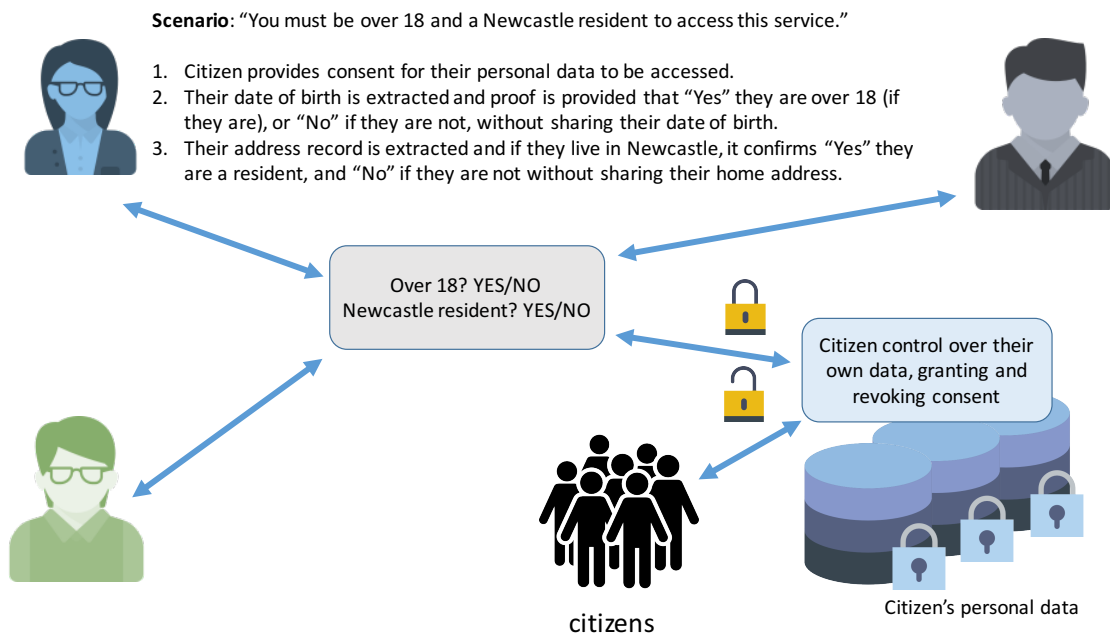 Scenario: “You must be over 18 and a Newcastle resident to access this service.”
1. Citizen provides consent for their personal data to be accessed.
2. Their date of birth is extracted and proof is provided that “Yes” they are over 18 (if
they are), or “No” if they are not, without sharing their date of birth.
3. Their address record is extracted and if they live in Newcastle, it confirms “Yes” they
are a resident, and “No” if they are not without sharing their home address.
Over 18? YES/NO
Newcastle resident? YES/NO
Citizen control over their
own data, granting and
revoking consent
citizens
Citizen’s personal data